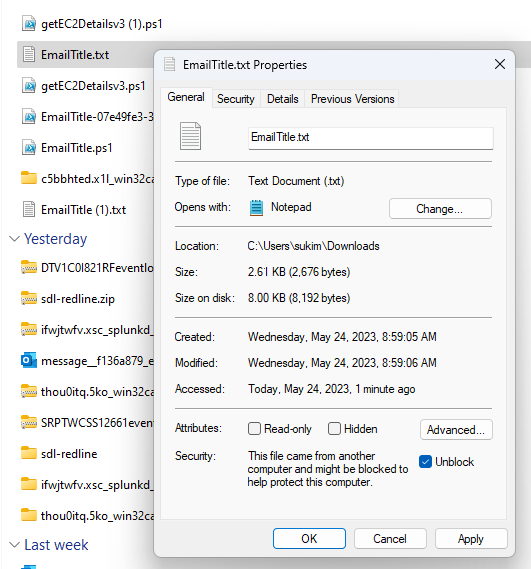 getEC2Detailsv3 (1).ps1
EmailTitle.txt
getEC2Detailsv3.ps1
EmailTitle-07e49fe3-3
EmailTitle.ps1
c5bbhted.x1l_win32ca
EmailTitle (1).txt
Yesterday
DTV1C0I821RFeventlo
sdl-redline.zip
ifwjtwfv.xsc_splunkd_
message__f136a879_e
thou0itq.5ko_win32ca
SRPTWCSS12661event
sdl-redline
ifwjtwfv.xsc_splunkd_
thou0itq.5ko_win32ca
Last week
EmailTitle.txt Properties
General Security Details Previous Versions
EmailTitle.txt
Type of file: Text Document (.txt)
Opens with: Notepad Change...
Location: C:\Users\sukim\Downloads
Size: 2.61 KB (2,676 bytes)
Size on disk: 8.00 KB (8,192 bytes)
Created: Wednesday, May 24, 2023, 8:59:05 AM
Modified: Wednesday, May 24, 2023, 8:59:06 AM
Accessed: Today, May 24, 2023, 1 minute ago
Attributes: Read-only Hidden Advanced...
Security: This file came from another
computer and might be blocked to
help protect this computer.
Unblock
OK Cancel Apply